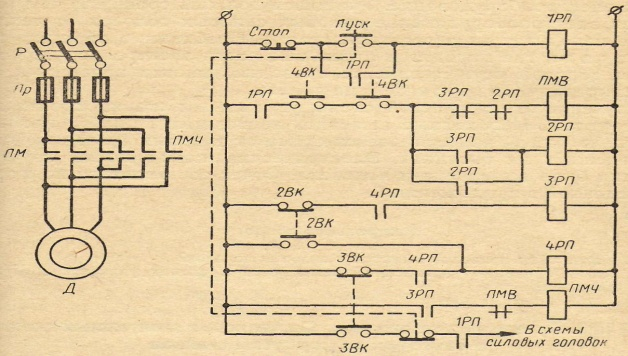 Стоп
Пуск
1РП
Р
1РП
4ВК
4ВК
Пр
1РП
3РП
2РП
ПМВ
2РП
3РП
ПМ
ПМЧ
2РП
3РП
2ВК
4РП
2ВК
4РП
3ВК
4РП
ПМЧ
3РП
ПМВ
Д
1РП
В схемы
силовых головок
3ВК